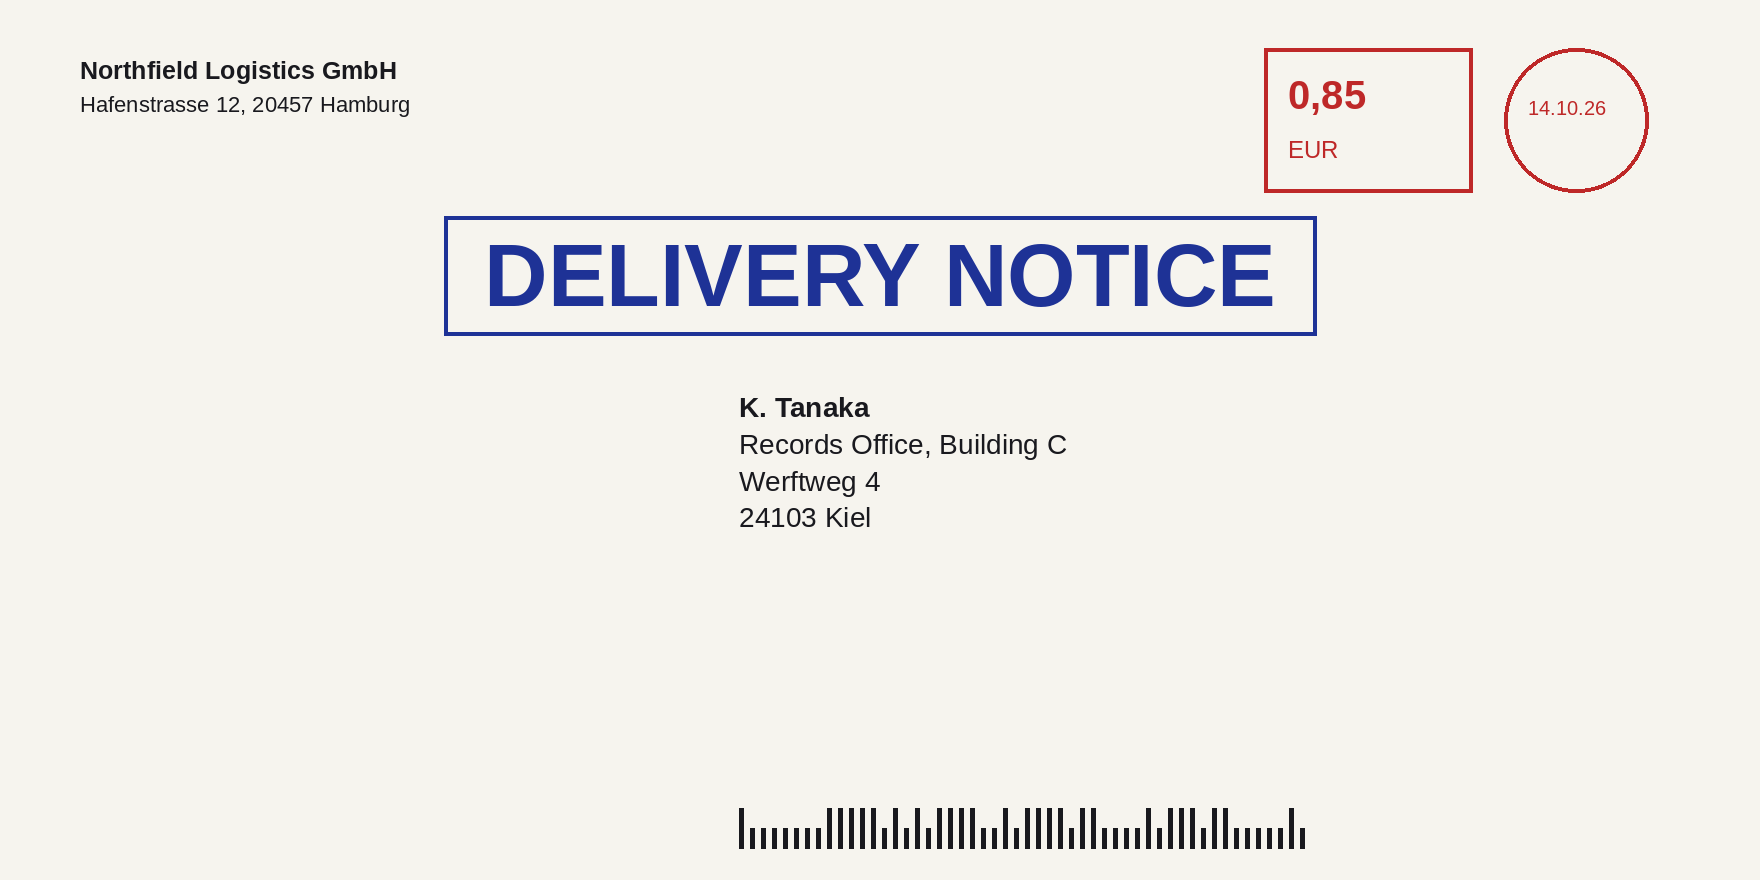 Northfield Logistics GmbH
Hafenstrasse 12, 20457 Hamburg
0,85
EUR
14.10.26
DELIVERY NOTICE
K. Tanaka
Records Office, Building C
Werftweg 4
24103 Kiel